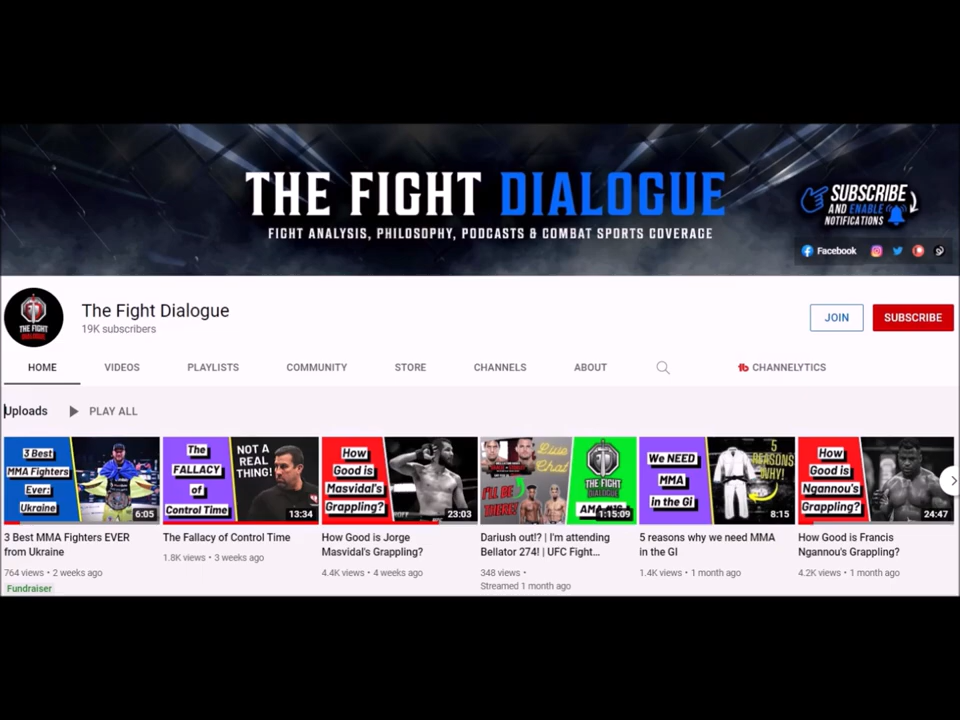 THE FIGHT DIALOGUE
FIGHT ANALYSIS, PHILOSOPHY, PODCASTS & COMBAT SPORTS COVERAGE
SUBSCRIBE
AND ENABLE
NOTIFICATIONS
Facebook
THE FIGHT
DIALOGUE
The Fight Dialogue
19K subscribers
JOIN
SUBSCRIBE
HOME
VIDEOS
PLAYLISTS
COMMUNITY
STORE
CHANNELS
ABOUT
CHANNELYTICS
Uploads
PLAY ALL
3 Best
MMA Fighters
Ever:
Ukraine
6:05
The
FALLACY
of
Control Time
NOT A
REAL
THING!
13:34
How
Good is
Masvidal's
Grappling?
23:03
Live
Chat
I'LL BE
THERE!
THE FIGHT
DIALOGUE
1:15:09
We NEED
MMA
in the Gi
5
REASONS
WHY!
8:15
How
Good is
Ngannou's
Grappling?
24:47
3 Best MMA Fighters EVER
from Ukraine
764 views • 2 weeks ago
Fundraiser
The Fallacy of Control Time
1.8K views • 3 weeks ago
How Good is Jorge
Masvidal's Grappling?
4.4K views • 4 weeks ago
Dariush out!? | I'm attending
Bellator 274! | UFC Fight...
348 views •
Streamed 1 month ago
5 reasons why we need MMA
in the GI
1.4K views • 1 month ago
How Good is Francis
Ngannou's Grappling?
4.2K views • 1 month ago